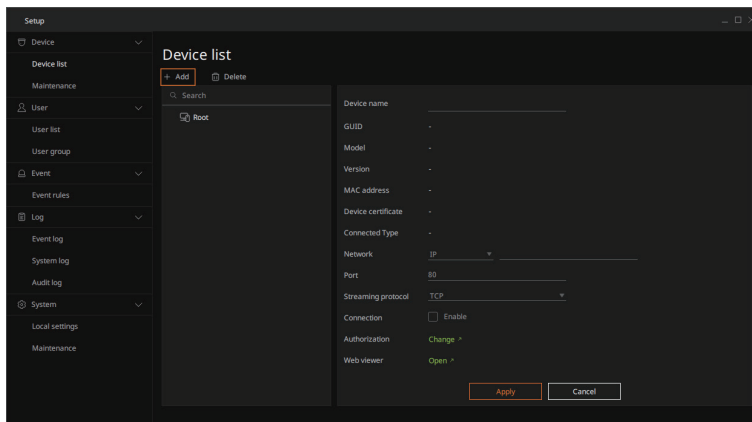 Setup
Device
Device list
Maintenance
User
User list
User group
Event
Event rules
Log
Event log
System log
Audit log
System
Local settings
Maintenance
Device list
+ Add Delete
Search
Root
Device name
GUID -
Model -
Version -
MAC address -
Device certificate -
Connected Type -
Network IP
Port 80
Streaming protocol TCP
Connection Enable
Authorization Change
Web viewer Open
Apply Cancel